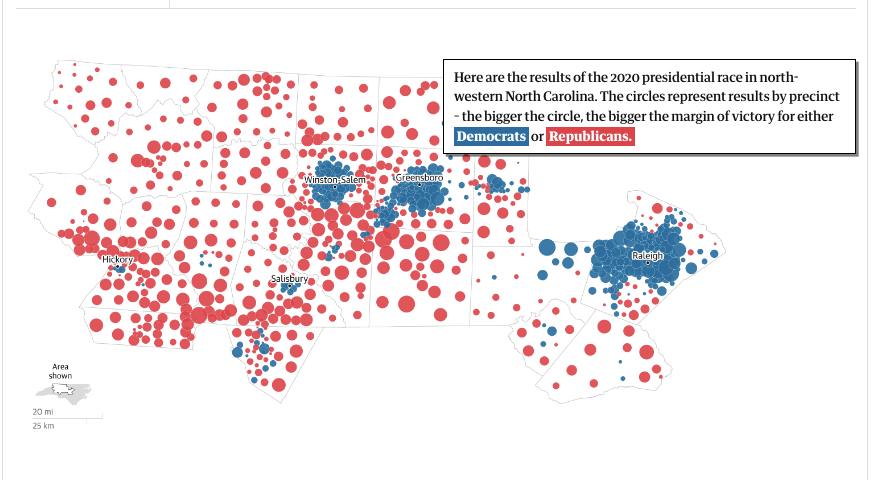 Here are the results of the 2020 presidential race in north-
western North Carolina. The circles represent results by precinct
- the bigger the circle, the bigger the margin of victory for either
Democrats or Republicans.
Winston-Salem
Greensboro
Raleigh
Hickory
Salisbury
Area
shown
20 mi
25 km